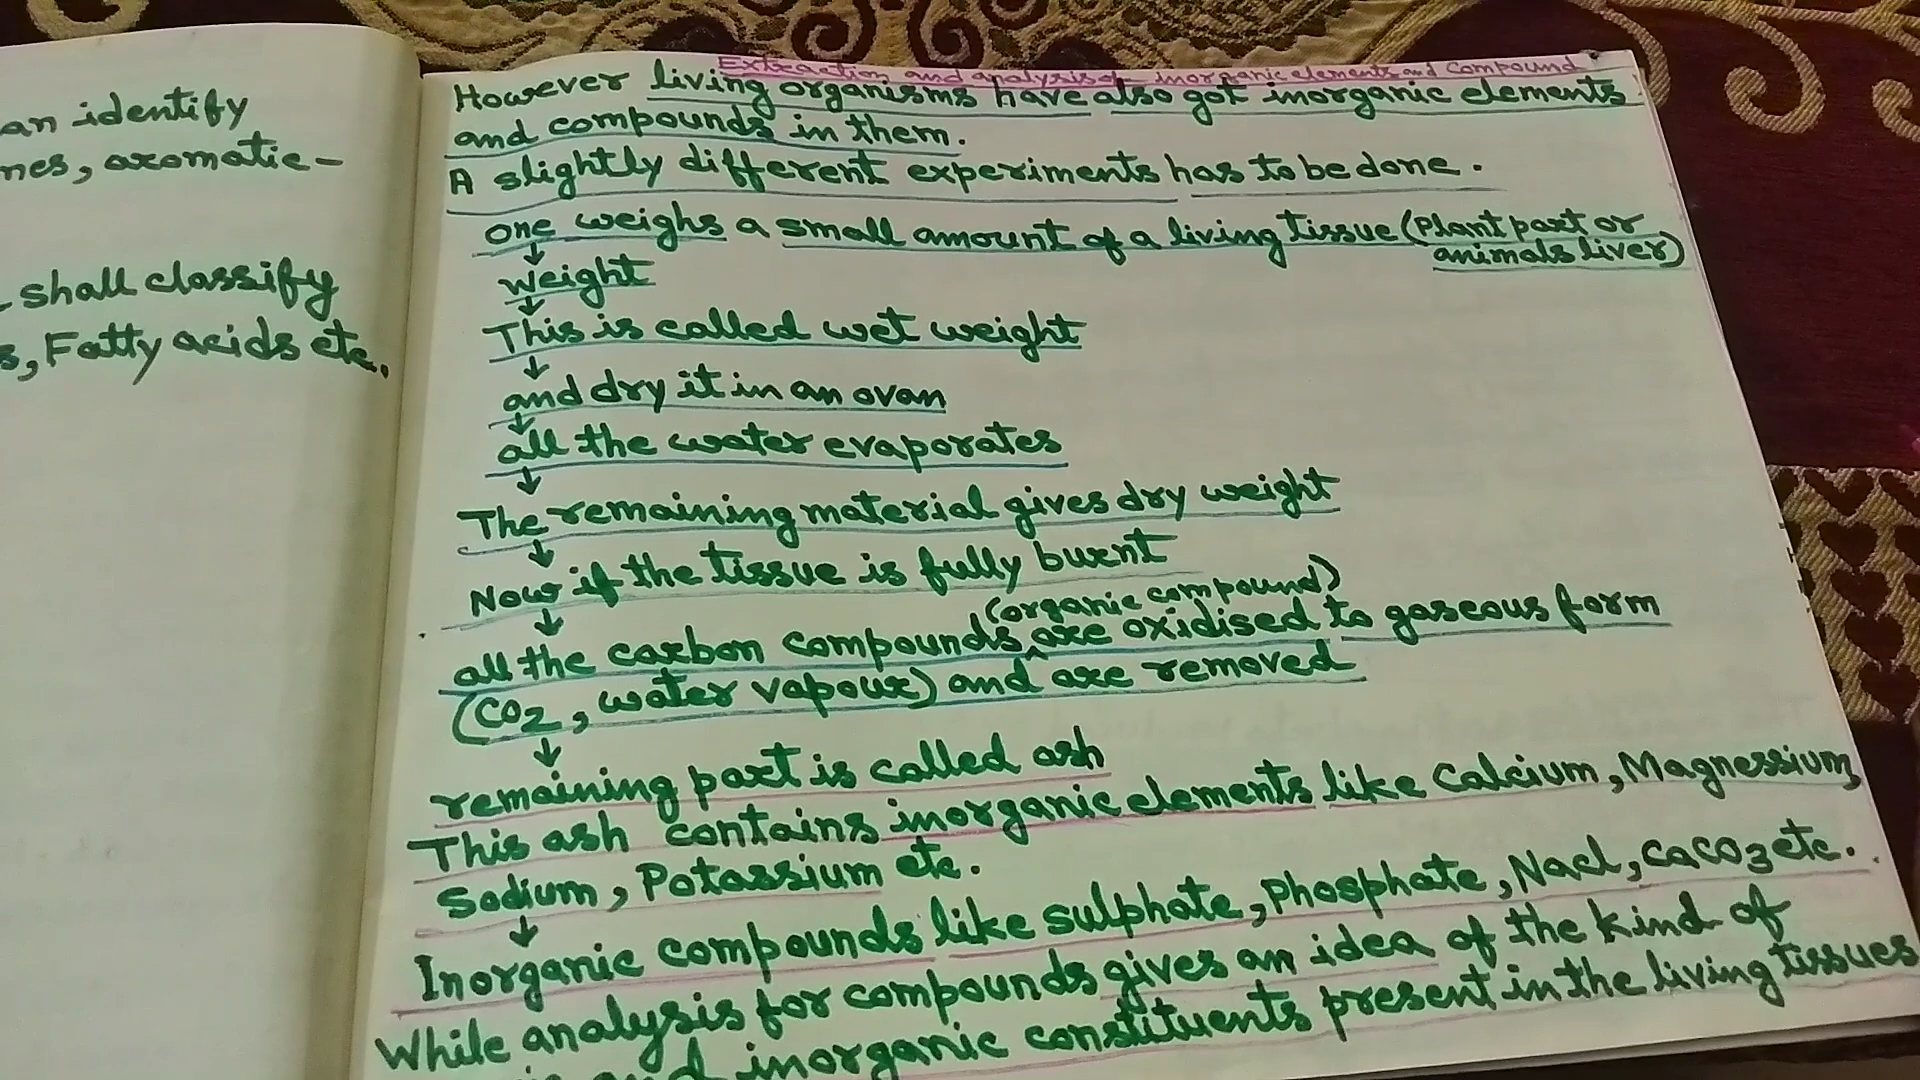 an identify
nes, aromatic-
shall classify
s, Fatty acids etc.
Extraction and analysis of inorganic elements and compound
However living organisms have also got inorganic elements
and compounds in them.
A slightly different experiments has to be done.
One weighs a small amount of a living tissue (Plant part or
animals liver)
↓
weight
↓
This is called wet weight
↓
and dry it in an ovan
↓
all the water evaporates
↓
The remaining material gives dry weight
↓
Now if the tissue is fully burnt
↓
(organic compound)
all the carbon compounds ^ are oxidised to gaseous form
(CO2, water vapour) and are removed
↓
remaining part is called ash
This ash contains inorganic elements like Calcium, Magnessium,
Sodium, Potassium etc.
↓
Inorganic compounds like sulphate, Phosphate, Nacl, CaCO3 etc.
While analysis for compounds gives an idea of the kind of
and inorganic constituents present in the living tissues